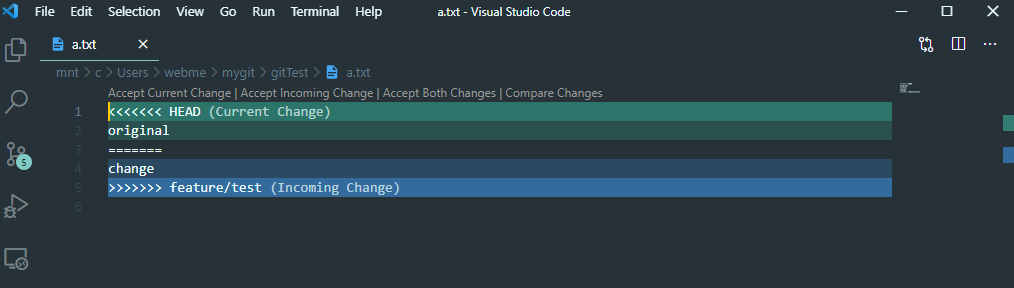 File Edit Selection View Go Run Terminal Help a.txt - Visual Studio Code
a.txt
mnt > c > Users > webme > mygit > gitTest > a.txt
Accept Current Change | Accept Incoming Change | Accept Both Changes | Compare Changes
1 <<<<<<< HEAD (Current Change)
2 original
3 =======
4 change
5 >>>>>>> feature/test (Incoming Change)
6
5